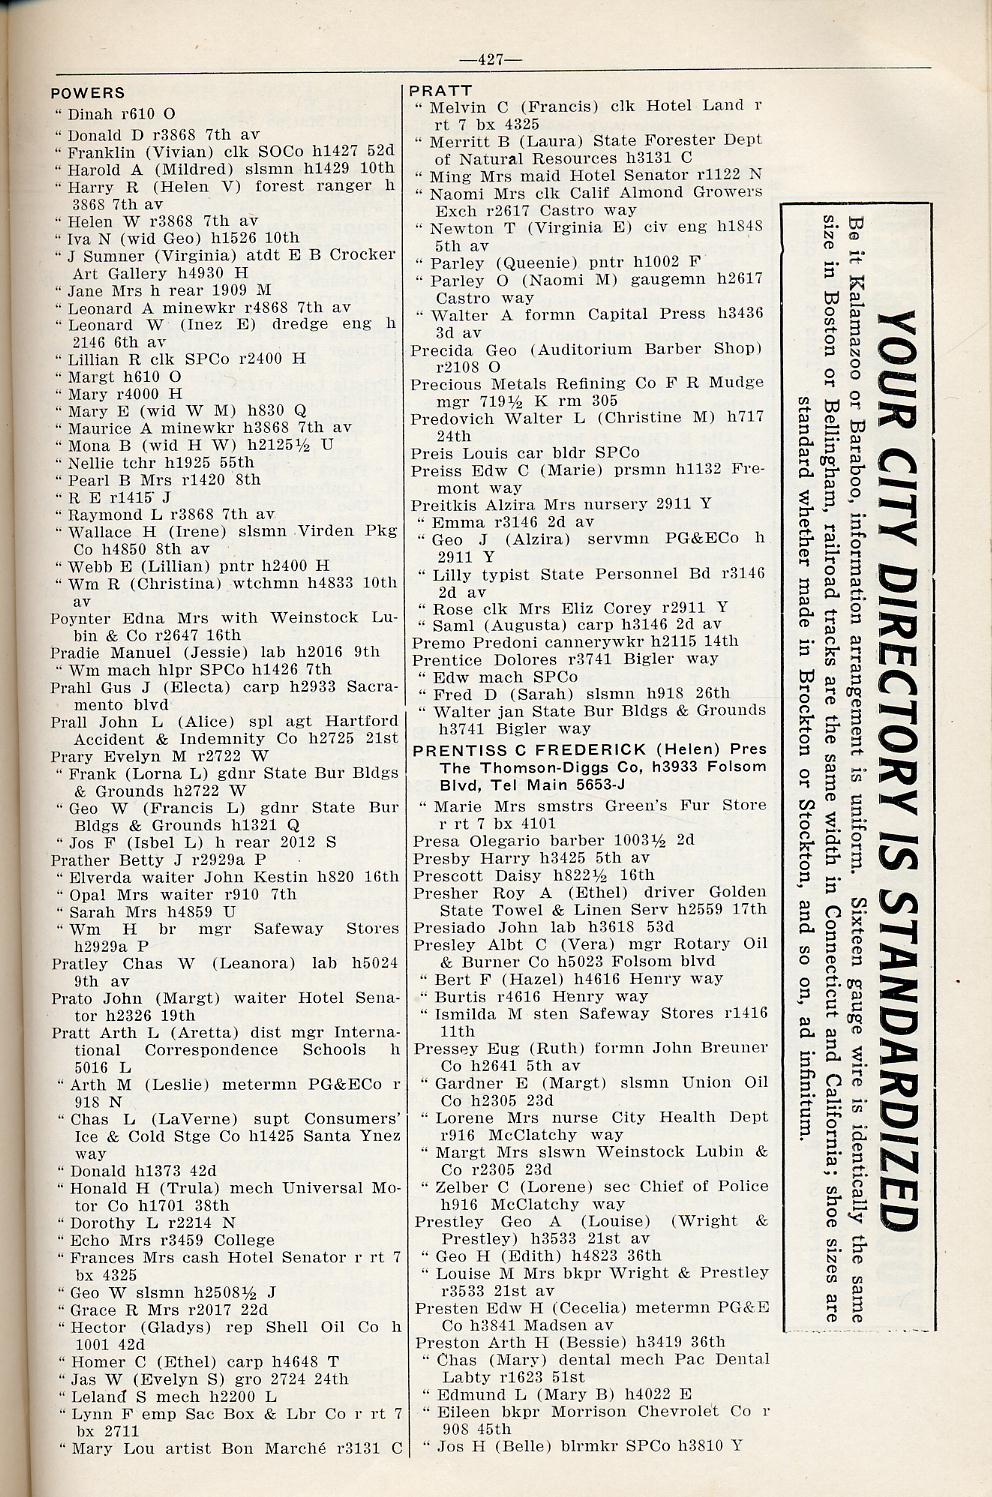 —427—
POWERS
“ Dinah r610 O
“ Donald D r3868 7th av
“ Franklin (Vivian) clk SOCo h1427 52d
“ Harold A (Mildred) slsmn h1429 10th
“ Harry R (Helen V) forest ranger h
3868 7th av
“ Helen W r3868 7th av
“ Iva N (wid Geo) h1526 10th
“ J Sumner (Virginia) atdt E B Crocker
Art Gallery h4930 H
“ Jane Mrs h rear 1909 M
“ Leonard A minewkr r4868 7th av
“ Leonard W (Inez E) dredge eng h
2146 6th av
“ Lillian R clk SPCo r2400 H
“ Margt h610 O
“ Mary r4000 H
“ Mary E (wid W M) h830 Q
“ Maurice A minewkr h3868 7th av
“ Mona B (wid H W) h2125½ U
“ Nellie tchr h1925 55th
“ Pearl B Mrs r1420 8th
“ R E r1415 J
“ Raymond L r3868 7th av
“ Wallace H (Irene) slsmn Virden Pkg
Co h4850 8th av
“ Webb E (Lillian) pntr h2400 H
“ Wm R (Christina) wtchmn h4833 10th
av
Poynter Edna Mrs with Weinstock Lu-
bin & Co r2647 16th
Pradie Manuel (Jessie) lab h2016 9th
“ Wm mach hlpr SPCo h1426 7th
Prahl Gus J (Electa) carp h2933 Sacra-
mento blvd
Prall John L (Alice) spl agt Hartford
Accident & Indemnity Co h2725 21st
Prary Evelyn M r2722 W
“ Frank (Lorna L) gdnr State Bur Bldgs
& Grounds h2722 W
“ Geo W (Francis L) gdnr State Bur
Bldgs & Grounds h1321 Q
“ Jos F (Isbel L) h rear 2012 S
Prather Betty J r2929a P
“ Elverda waiter John Kestin h820 16th
“ Opal Mrs waiter r910 7th
“ Sarah Mrs h4859 U
“ Wm H br mgr Safeway Stores
h2929a P
Pratley Chas W (Leanora) lab h5024
9th av
Prato John (Margt) waiter Hotel Sena-
tor h2326 19th
Pratt Arth L (Aretta) dist mgr Interna-
tional Correspondence Schools h
5016 L
“ Arth M (Leslie) metermn PG&ECo r
918 N
“ Chas L (LaVerne) supt Consumers’
Ice & Cold Stge Co h1425 Santa Ynez
way
“ Donald h1373 42d
“ Honald H (Trula) mech Universal Mo-
tor Co h1701 38th
“ Dorothy L r2214 N
“ Echo Mrs r3459 College
“ Frances Mrs cash Hotel Senator r rt 7
bx 4325
“ Geo W slsmn h2508½ J
“ Grace R Mrs r2017 22d
“ Hector (Gladys) rep Shell Oil Co h
1001 42d
“ Homer C (Ethel) carp h4648 T
“ Jas W (Evelyn S) gro 2724 24th
“ Leland S mech h2200 L
“ Lynn F emp Sac Box & Lbr Co r rt 7
bx 2711
“ Mary Lou artist Bon Marché r3131 C
PRATT
“ Melvin C (Francis) clk Hotel Land r
rt 7 bx 4325
“ Merritt B (Laura) State Forester Dept
of Natural Resources h3131 C
“ Ming Mrs maid Hotel Senator r1122 N
“ Naomi Mrs clk Calif Almond Growers
Exch r2617 Castro way
“ Newton T (Virginia E) civ eng h1848
5th av
“ Parley (Queenie) pntr h1002 F
“ Parley O (Naomi M) gaugemn h2617
Castro way
“ Walter A formn Capital Press h3436
3d av
Precida Geo (Auditorium Barber Shop)
r2108 O
Precious Metals Refining Co F R Mudge
mgr 719½ K rm 305
Predovich Walter L (Christine M) h717
24th
Preis Louis car bldr SPCo
Preiss Edw C (Marie) prsmn h1132 Fre-
mont way
Preitkis Alzira Mrs nursery 2911 Y
“ Emma r3146 2d av
“ Geo J (Alzira) servmn PG&ECo h
2911 Y
“ Lilly typist State Personnel Bd r3146
2d av
“ Rose clk Mrs Eliz Corey r2911 Y
“ Saml (Augusta) carp h3146 2d av
Premo Predoni cannerywkr h2115 14th
Prentice Dolores r3741 Bigler way
“ Edw mach SPCo
“ Fred D (Sarah) slsmn h918 26th
“ Walter jan State Bur Bldgs & Grounds
h3741 Bigler way
PRENTISS C FREDERICK (Helen) Pres
The Thomson-Diggs Co, h3933 Folsom
Blvd, Tel Main 5653-J
“ Marie Mrs smstrs Green’s Fur Store
r rt 7 bx 4101
Presa Olegario barber 1003½ 2d
Presby Harry h3425 5th av
Prescott Daisy h822½ 16th
Presher Roy A (Ethel) driver Golden
State Towel & Linen Serv h2559 17th
Presiado John lab h3618 53d
Presley Albt C (Vera) mgr Rotary Oil
& Burner Co h5023 Folsom blvd
“ Bert F (Hazel) h4616 Henry way
“ Burtis r4616 Henry way
“ Ismilda M sten Safeway Stores r1416
11th
Pressey Eug (Ruth) formn John Breuner
Co h2641 5th av
“ Gardner E (Margt) slsmn Union Oil
Co h2305 23d
“ Lorene Mrs nurse City Health Dept
r916 McClatchy way
“ Margt Mrs slswn Weinstock Lubin &
Co r2305 23d
“ Zelber C (Lorene) sec Chief of Police
h916 McClatchy way
Prestley Geo A (Louise) (Wright &
Prestley) h3533 21st av
“ Geo H (Edith) h4823 36th
“ Louise M Mrs bkpr Wright & Prestley
r3533 21st av
Presten Edw H (Cecelia) metermn PG&E
Co h3841 Madsen av
Preston Arth H (Bessie) h3419 36th
“ Chas (Mary) dental mech Pac Dental
Labty r1623 51st
“ Edmund L (Mary B) h4022 E
“ Eileen bkpr Morrison Chevrolet Co r
908 45th
“ Jos H (Belle) blrmkr SPCo h3810 Y
YOUR CITY DIRECTORY IS STANDARDIZED
Be it Kalamazoo or Baraboo, information arrangement is uniform. Sixteen gauge wire is identically the same
size in Boston or Bellingham, railroad tracks are the same width in Connecticut and California; shoe sizes are
standard whether made in Brockton or Stockton, and so on, ad infinitum.